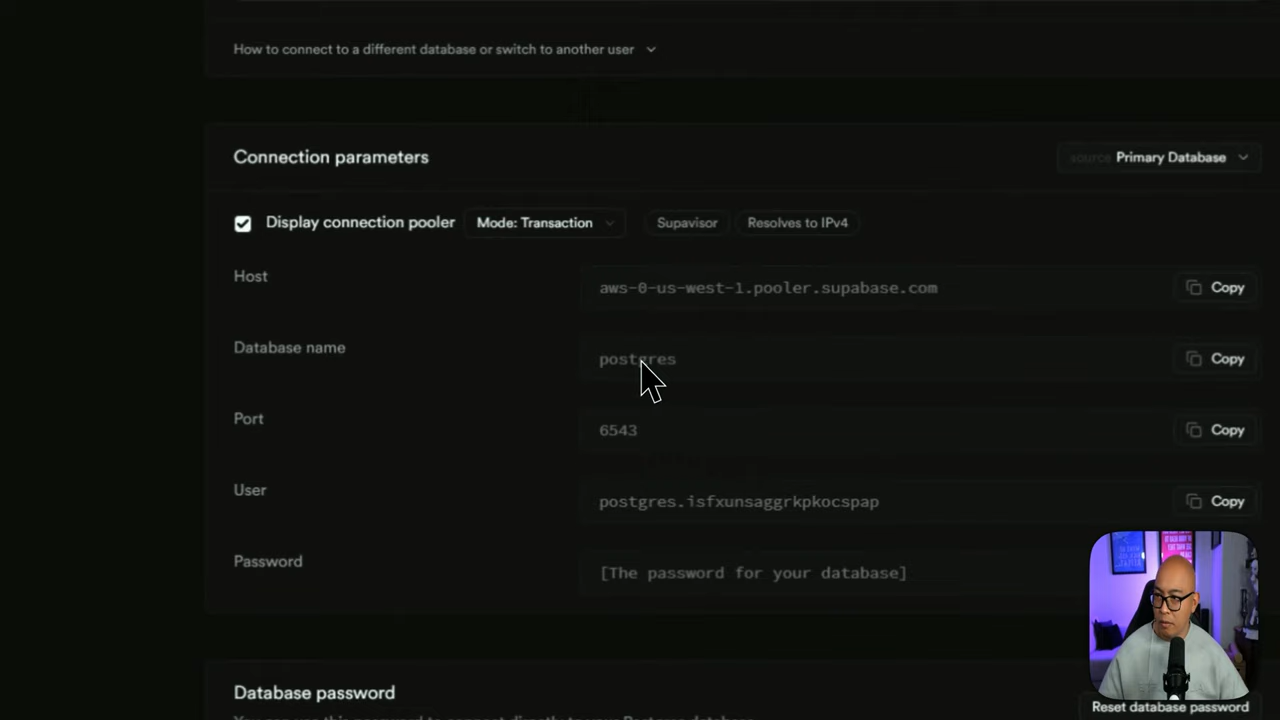 How to connect to a different database or switch to another user
Connection parameters
source Primary Database
Display connection pooler Mode: Transaction Supavisor Resolves to IPv4
Host
aws-0-us-west-1.pooler.supabase.com
Copy
Database name
postgres
Copy
Port
6543
Copy
User
postgres.isfxunsaggrkpkocspap
Copy
Password
[The password for your database]
Database password
Reset database password